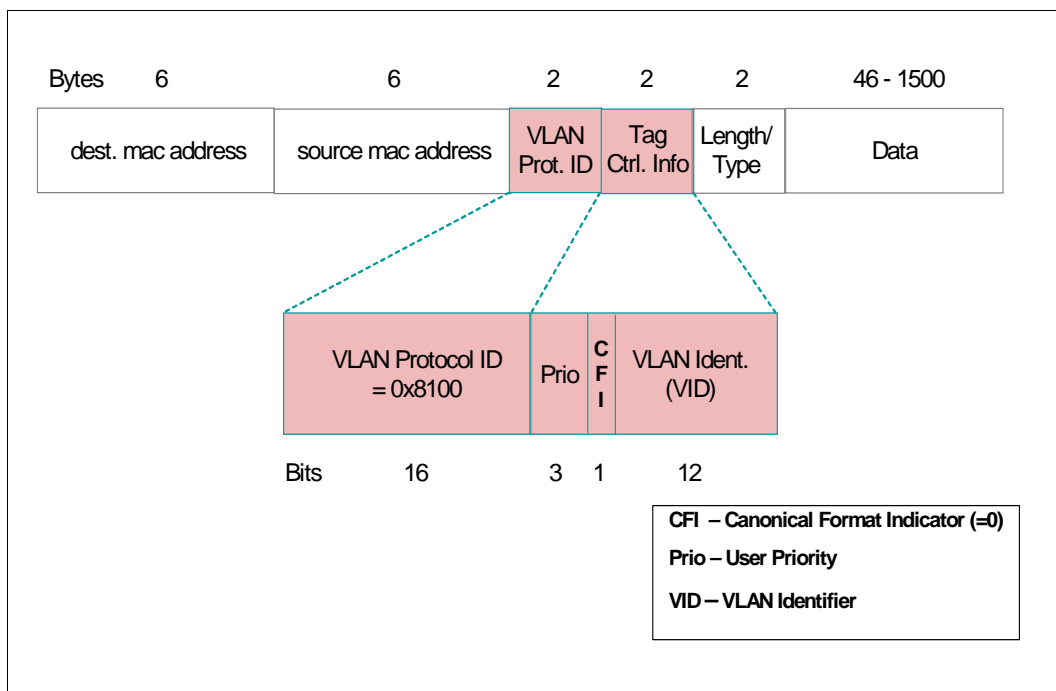 Bytes 6 6 2 2 2 46 - 1500
dest. mac address source mac address VLAN Prot. ID Tag Ctrl. Info Length/ Type Data
VLAN Protocol ID
= 0x8100
Prio
C
F
I
VLAN Ident.
(VID)
Bits 16 3 1 12
CFI – Canonical Format Indicator (=0)
Prio – User Priority
VID – VLAN Identifier